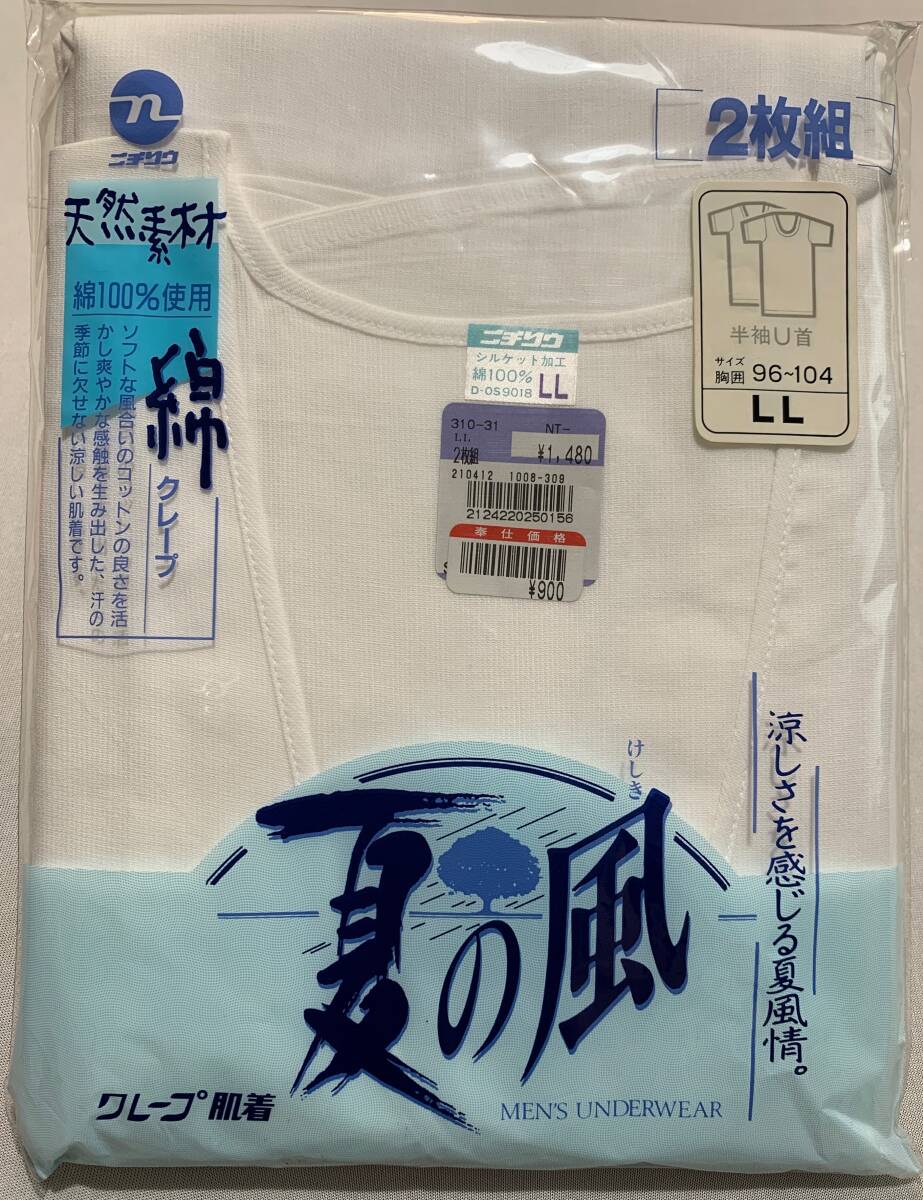 n
ニチリウ
天然素材
綿100%使用
綿
クレープ
ソフトな風合いのコットンの良さを活
かし爽やかな感触を生み出した、汗の
季節に欠せない涼しい肌着です。
2枚組
半袖U首
サイズ
胸囲 96~104
LL
ニチリウ
シルケット加工
綿100% LL
D-OS9018
310-31 NT-
LL
2枚組 ¥1,480
210412 1008-309
2124220250156
奉仕価格
¥900
けしき
夏の風
涼しさを感じる夏風情。
クレープ肌着
MEN'S UNDERWEAR